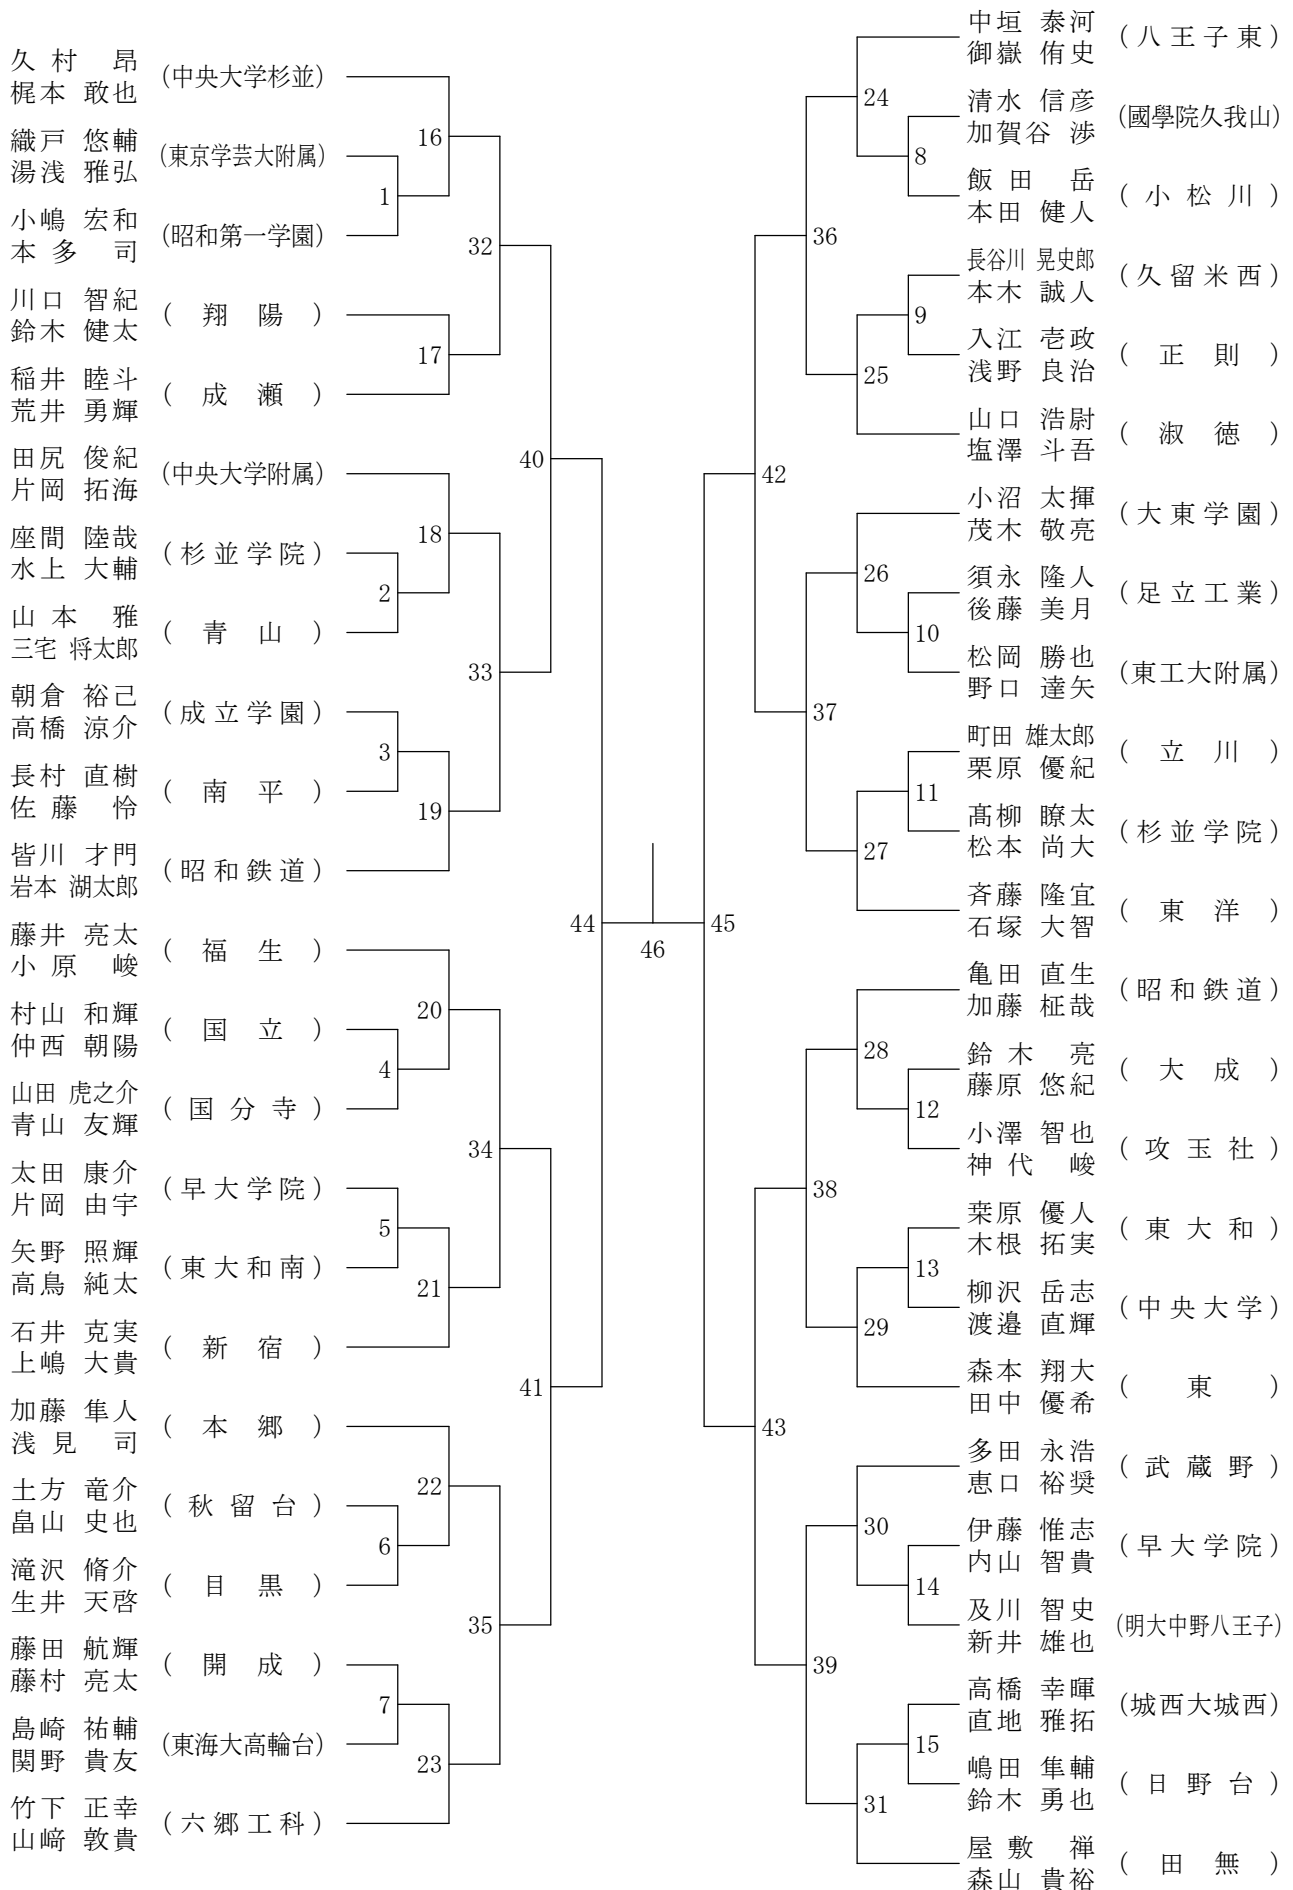 久村 昂
梶本 敢也
(中央大学杉並)
織戸 悠輔
湯浅 雅弘
(東京学芸大附属)
小嶋 宏和
本多 司
(昭和第一学園)
川口 智紀
鈴木 健太
(翔陽)
稲井 睦斗
荒井 勇輝
(成瀬)
田尻 俊紀
片岡 拓海
(中央大学附属)
座間 陸哉
水上 大輔
(杉並学院)
山本 雅
三宅 将太郎
(青山)
朝倉 裕己
高橋 涼介
(成立学園)
長村 直樹
佐藤 怜
(南平)
皆川 才門
岩本 湖太郎
(昭和鉄道)
藤井 亮太
小原 峻
(福生)
村山 和輝
仲西 朝陽
(国立)
山田 虎之介
青山 友輝
(国分寺)
太田 康介
片岡 由宇
(早大学院)
矢野 照輝
高鳥 純太
(東大和南)
石井 克実
上嶋 大貴
(新宿)
加藤 隼人
浅見 司
(本郷)
土方 竜介
畠山 史也
(秋留台)
滝沢 脩介
生井 天啓
(目黒)
藤田 航輝
藤村 亮太
(開成)
島崎 祐輔
関野 貴友
(東海大高輪台)
竹下 正幸
山﨑 敦貴
(六郷工科)
1
2
3
4
5
6
7
16
17
18
19
20
21
22
23
32
33
34
35
40
41
44
46
45
42
43
36
37
38
39
24
25
26
27
28
29
30
31
8
9
10
11
12
13
14
15
中垣 泰河
御嶽 侑史
(八王子東)
清水 信彦
加賀谷 渉
(國學院久我山)
飯田 岳
本田 健人
(小松川)
長谷川 晃史郎
本木 誠人
(久留米西)
入江 壱政
浅野 良治
(正則)
山口 浩尉
塩澤 斗吾
(淑徳)
小沼 太揮
茂木 敬亮
(大東学園)
須永 隆人
後藤 美月
(足立工業)
松岡 勝也
野口 達矢
(東工大附属)
町田 雄太郎
栗原 優紀
(立川)
髙柳 瞭太
松本 尚大
(杉並学院)
斉藤 隆宜
石塚 大智
(東洋)
亀田 直生
加藤 柾哉
(昭和鉄道)
鈴木 亮
藤原 悠紀
(大成)
小澤 智也
神代 峻
(攻玉社)
桒原 優人
木根 拓実
(東大和)
柳沢 岳志
渡邉 直輝
(中央大学)
森本 翔大
田中 優希
(東)
多田 永浩
恵口 裕奨
(武蔵野)
伊藤 惟志
内山 智貴
(早大学院)
及川 智史
新井 雄也
(明大中野八王子)
高橋 幸暉
直地 雅拓
(城西大城西)
嶋田 隼輔
鈴木 勇也
(日野台)
屋敷 禅
森山 貴裕
(田無)